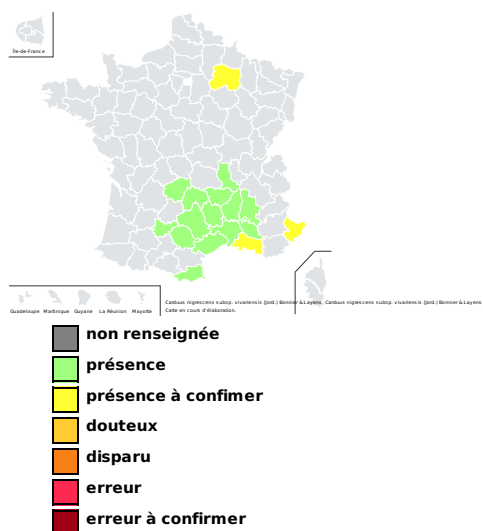 Île-de-France
Guadeloupe Martinique Guyane La Réunion Mayotte
Carduus nigrescens subsp. vivariensis (Jord.) Bonnier & Layens, Carduus nigrescens subsp. vivariensis (Jord.) Bonnier & Layens
Carte en cours d'élaboration.
non renseignée
présence
présence à confimer
douteux
disparu
erreur
erreur à confirmer